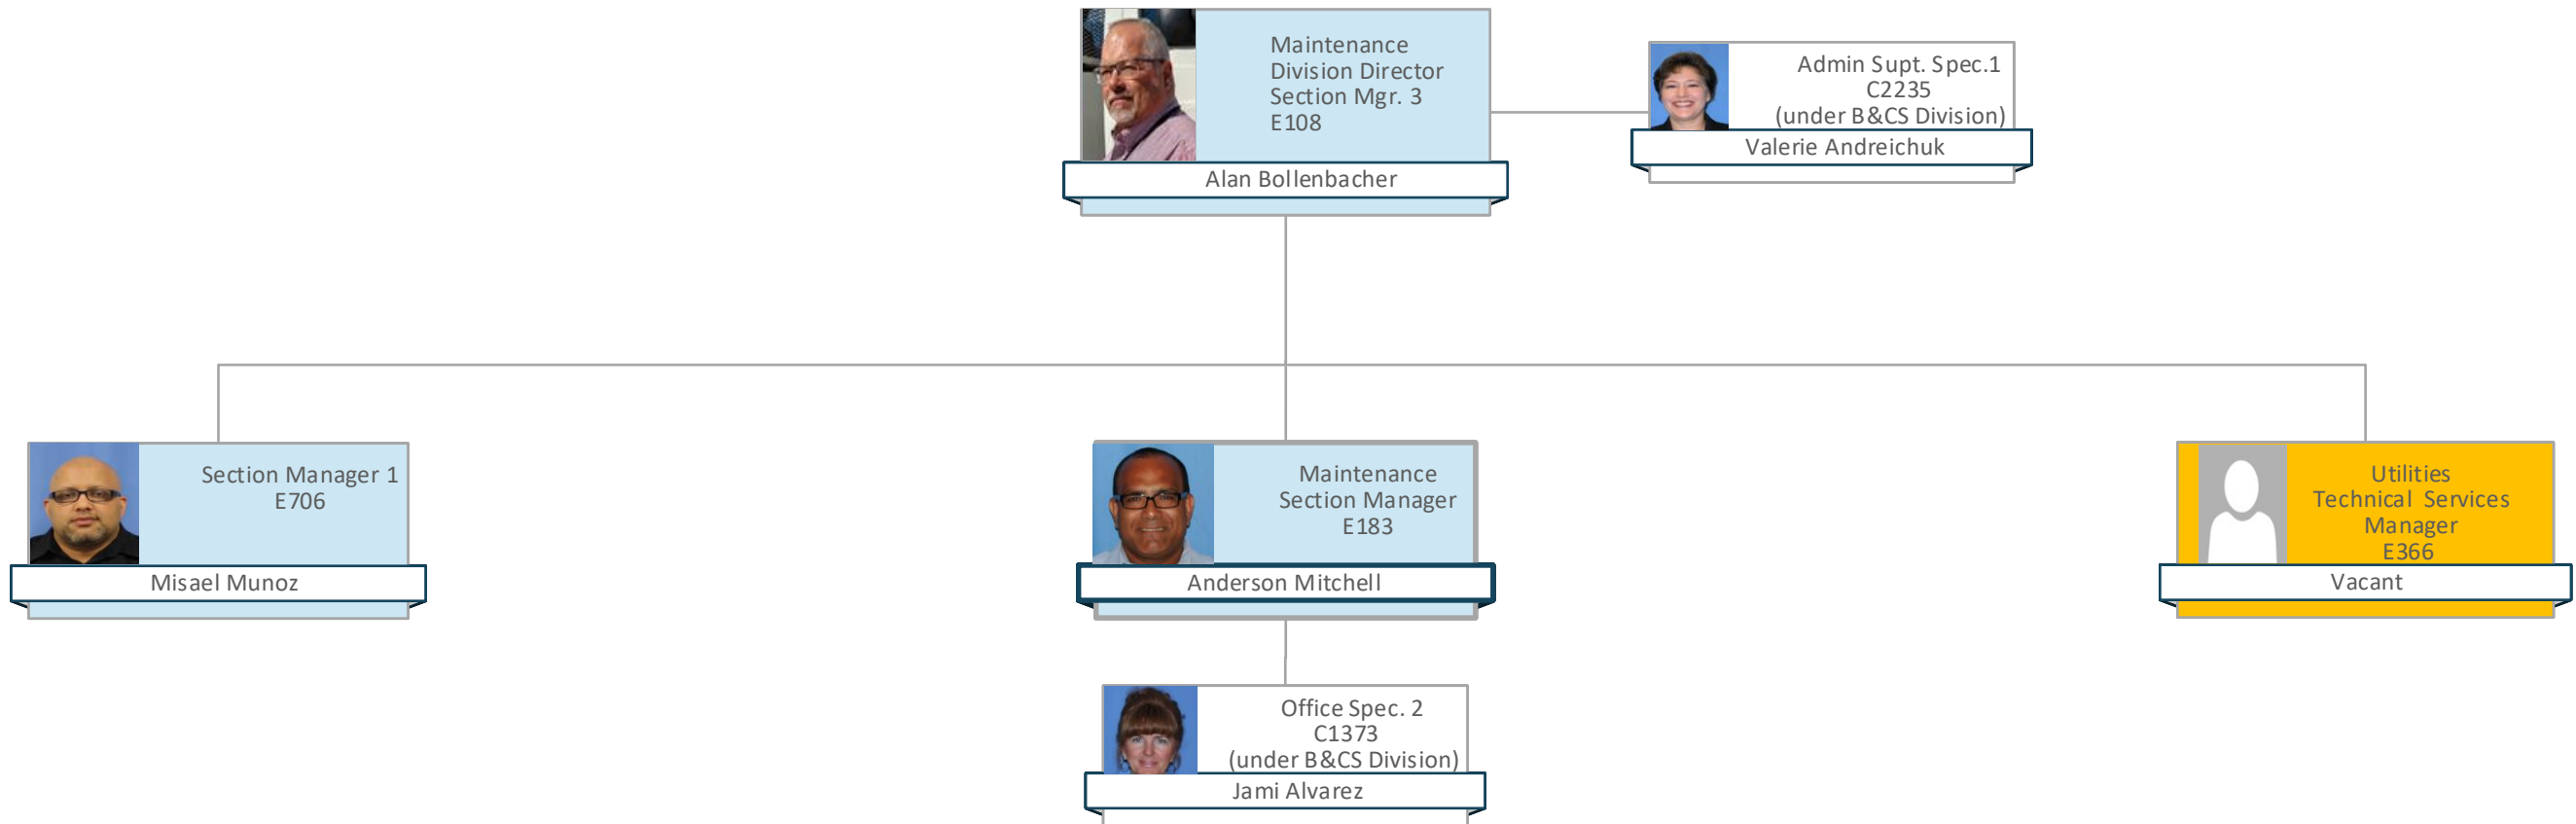 Maintenance
Division Director
Section Mgr. 3
E108
Alan Bollenbacher
Admin Supt. Spec.1
C2235
(under B&CS Division)
Valerie Andreichuk
Section Manager 1
E706
Misael Munoz
Maintenance
Section Manager
E183
Anderson Mitchell
Utilities
Technical Services
Manager
E366
Vacant
Office Spec. 2
C1373
(under B&CS Division)
Jami Alvarez